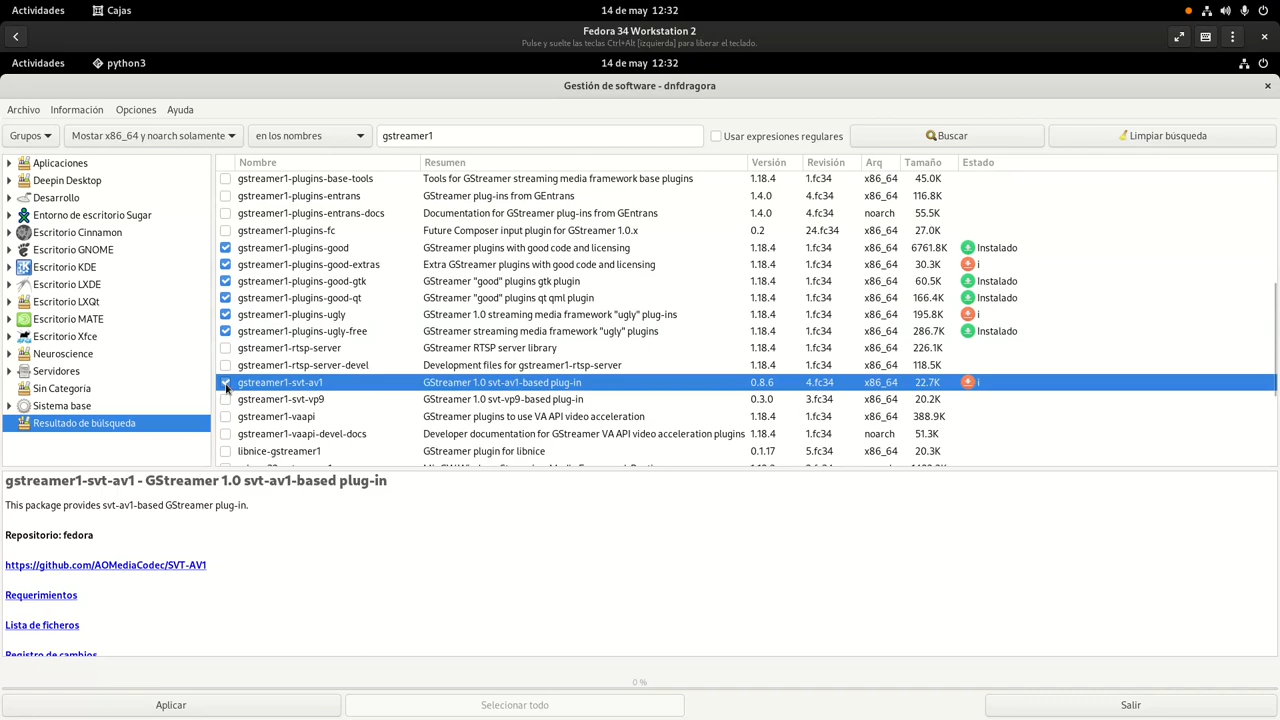 Actividades Cajas 14 de may 12:32
Fedora 34 Workstation 2
Pulse y suelte las teclas Ctrl+Alt [izquierda] para liberar el teclado.
Actividades python3 14 de may 12:32
Gestión de software - dnfdragora
Archivo Información Opciones Ayuda
Grupos Mostar x86_64 y noarch solamente en los nombres gstreamer1 Usar expresiones regulares Buscar Limpiar búsqueda
Aplicaciones
Deepin Desktop
Desarrollo
Entorno de escritorio Sugar
Escritorio Cinnamon
Escritorio GNOME
Escritorio KDE
Escritorio LXDE
Escritorio LXQt
Escritorio MATE
Escritorio Xfce
Neuroscience
Servidores
Sin Categoría
Sistema base
Resultado de búlsqueda
Nombre Resumen Versión Revisión Arq Tamaño Estado
gstreamer1-plugins-base-tools Tools for GStreamer streaming media framework base plugins 1.18.4 1.fc34 x86_64 45.0K
gstreamer1-plugins-entrans GStreamer plug-ins from GEntrans 1.4.0 4.fc34 x86_64 116.8K
gstreamer1-plugins-entrans-docs Documentation for GStreamer plug-ins from GEntrans 1.4.0 4.fc34 noarch 55.5K
gstreamer1-plugins-fc Future Composer input plugin for GStreamer 1.0.x 0.2 24.fc34 x86_64 27.0K
gstreamer1-plugins-good GStreamer plugins with good code and licensing 1.18.4 1.fc34 x86_64 6761.8K Instalado
gstreamer1-plugins-good-extras Extra GStreamer plugins with good code and licensing 1.18.4 1.fc34 x86_64 30.3K i
gstreamer1-plugins-good-gtk GStreamer "good" plugins gtk plugin 1.18.4 1.fc34 x86_64 60.5K Instalado
gstreamer1-plugins-good-qt GStreamer "good" plugins qt qml plugin 1.18.4 1.fc34 x86_64 166.4K Instalado
gstreamer1-plugins-ugly GStreamer 1.0 streaming media framework "ugly" plug-ins 1.18.4 1.fc34 x86_64 195.8K i
gstreamer1-plugins-ugly-free GStreamer streaming media framework "ugly" plugins 1.18.4 1.fc34 x86_64 286.7K Instalado
gstreamer1-rtsp-server GStreamer RTSP server library 1.18.4 1.fc34 x86_64 226.1K
gstreamer1-rtsp-server-devel Development files for gstreamer1-rtsp-server 1.18.4 1.fc34 x86_64 118.5K
gstreamer1-svt-av1 GStreamer 1.0 svt-av1-based plug-in 0.8.6 4.fc34 x86_64 22.7K i
gstreamer1-svt-vp9 GStreamer 1.0 svt-vp9-based plug-in 0.3.0 3.fc34 x86_64 20.2K
gstreamer1-vaapi GStreamer plugins to use VA API video acceleration 1.18.4 1.fc34 x86_64 388.9K
gstreamer1-vaapi-devel-docs Developer documentation for GStreamer VA API video acceleration plugins 1.18.4 1.fc34 noarch 51.3K
libnice-gstreamer1 GStreamer plugin for libnice 0.1.17 5.fc34 x86_64 20.3K
gstreamer1-svt-av1 - GStreamer 1.0 svt-av1-based plug-in
This package provides svt-av1-based GStreamer plug-in.
Repositorio: fedora
https://github.com/AOMediaCodec/SVT-AV1
Requerimientos
Lista de ficheros
Registro de cambios
0 %
Aplicar Selecionar todo Salir